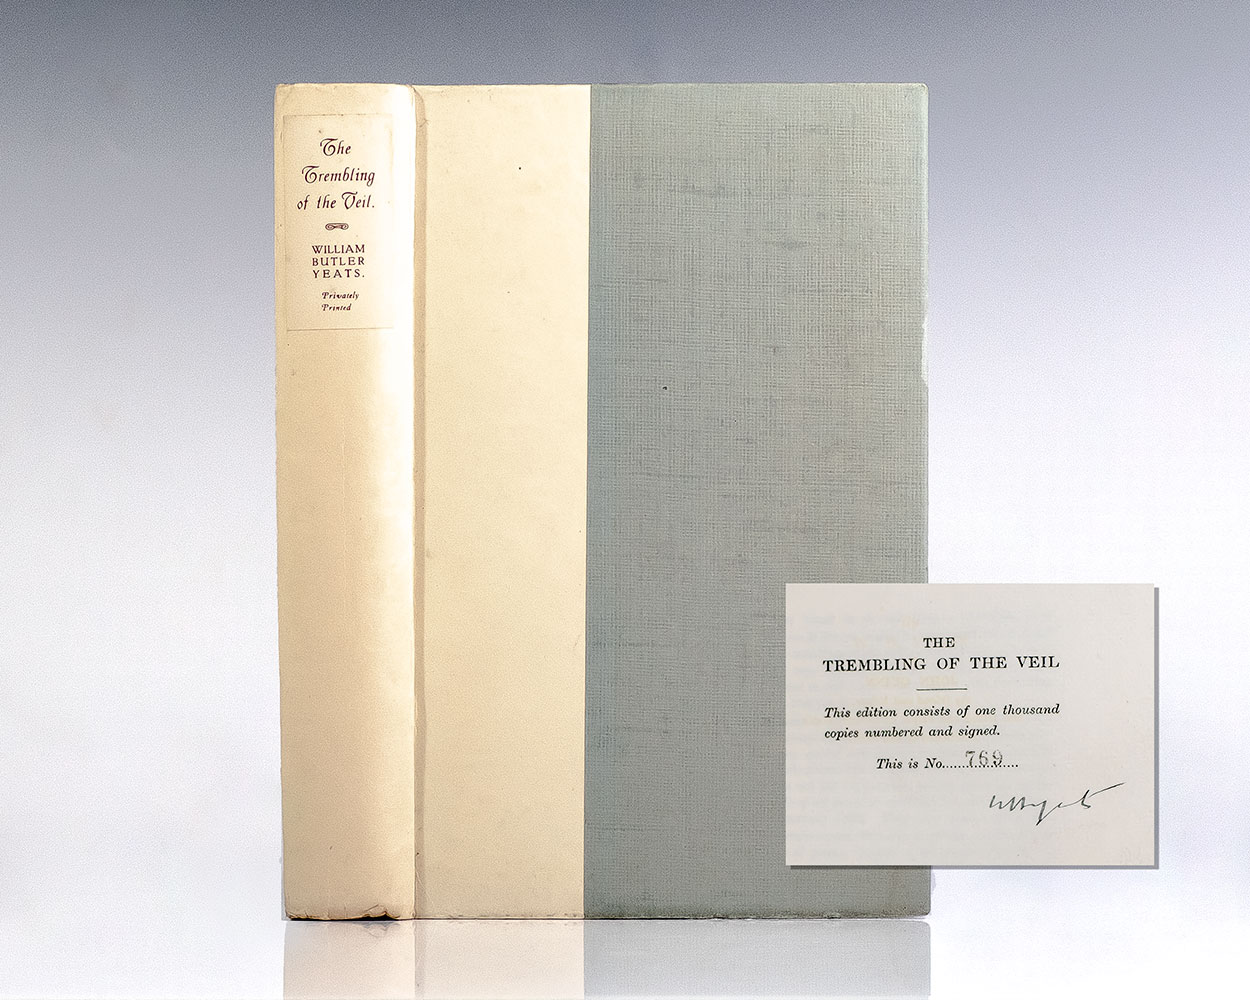 The
Trembling
of the Veil.
WILLIAM
BUTLER
YEATS.
Privately
Printed
THE
TREMBLING OF THE VEIL
This edition consists of one thousand
copies numbered and signed.
This is No......769......
WBYeats